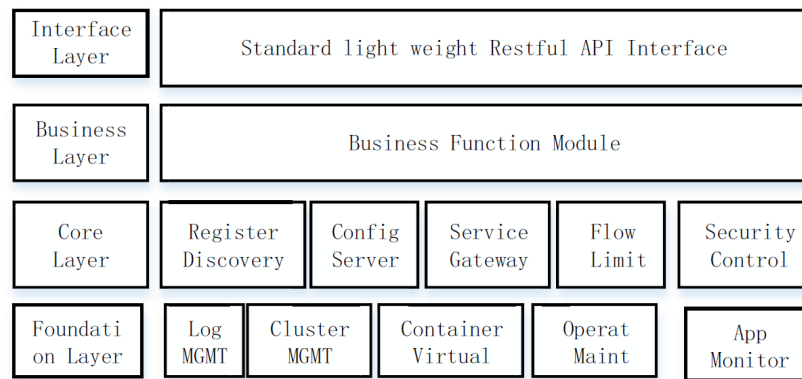 Interface
Layer
Standard light weight Restful API Interface
Business
Layer
Business Function Module
Core
Layer
Register
Discovery
Config
Server
Service
Gateway
Flow
Limit
Security
Control
Foundati
on Layer
Log
MGMT
Cluster
MGMT
Container
Virtual
Operat
Maint
App
Monitor